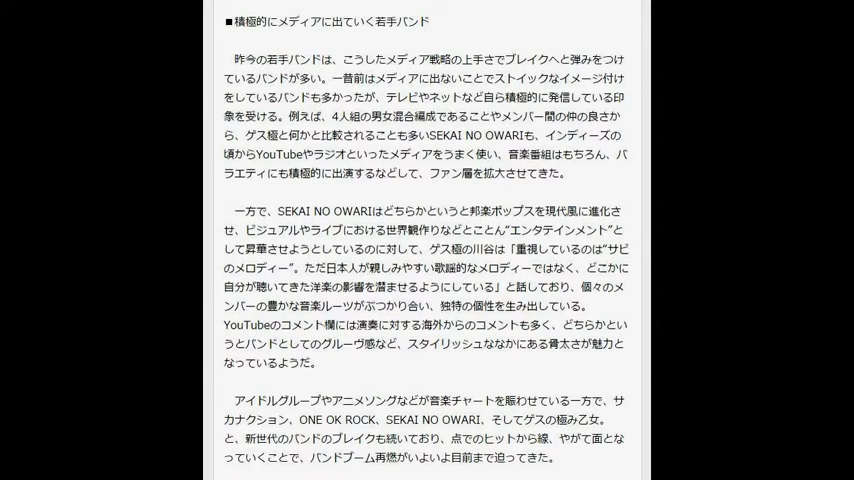 ■積極的にメディアに出ていく若手バンド
昨今の若手バンドは、こうしたメディア戦略の上手さでブレイクへと弾みをつけ
ているバンドが多い。一昔前はメディアに出ないことでストイックなイメージ付け
をしているバンドも多かったが、テレビやネットなど自ら積極的に発信している印
象を受ける。例えば、4人組の男女混合編成であることやメンバー間の仲の良さか
ら、ゲス極と何かと比較されることも多いSEKAI NO OWARIも、インディーズの
頃からYouTubeやラジオといったメディアをうまく使い、音楽番組はもちろん、バ
ラエティにも積極的に出演するなどして、ファン層を拡大させてきた。
一方で、SEKAI NO OWARIはどちらかというと邦楽ポップスを現代風に進化さ
せ、ビジュアルやライブにおける世界観作りなどとことん“エンタテインメント”と
して昇華させようとしているのに対して、ゲス極の川谷は「重視しているのは“サビ
のメロディー”。ただ日本人が親しみやすい歌謡的なメロディーではなく、どこかに
自分が聴いてきた洋楽の影響を潜ませるようにしている」と話しており、個々のメ
ンバーの豊かな音楽ルーツがぶつかり合い、独特の個性を生み出している。
YouTubeのコメント欄には演奏に対する海外からのコメントも多く、どちらかとい
うとバンドとしてのグルーヴ感など、スタイリッシュななかにある骨太さが魅力と
なっているようだ。
アイドルグループやアニメソングなどが音楽チャートを賑わせている一方で、サ
カナクション、ONE OK ROCK、SEKAI NO OWARI、そしてゲスの極み乙女。
と、新世代のバンドのブレイクも続いており、点でのヒットから線、やがて面とな
っていくことで、バンドブーム再燃がいよいよ目前まで迫ってきた。